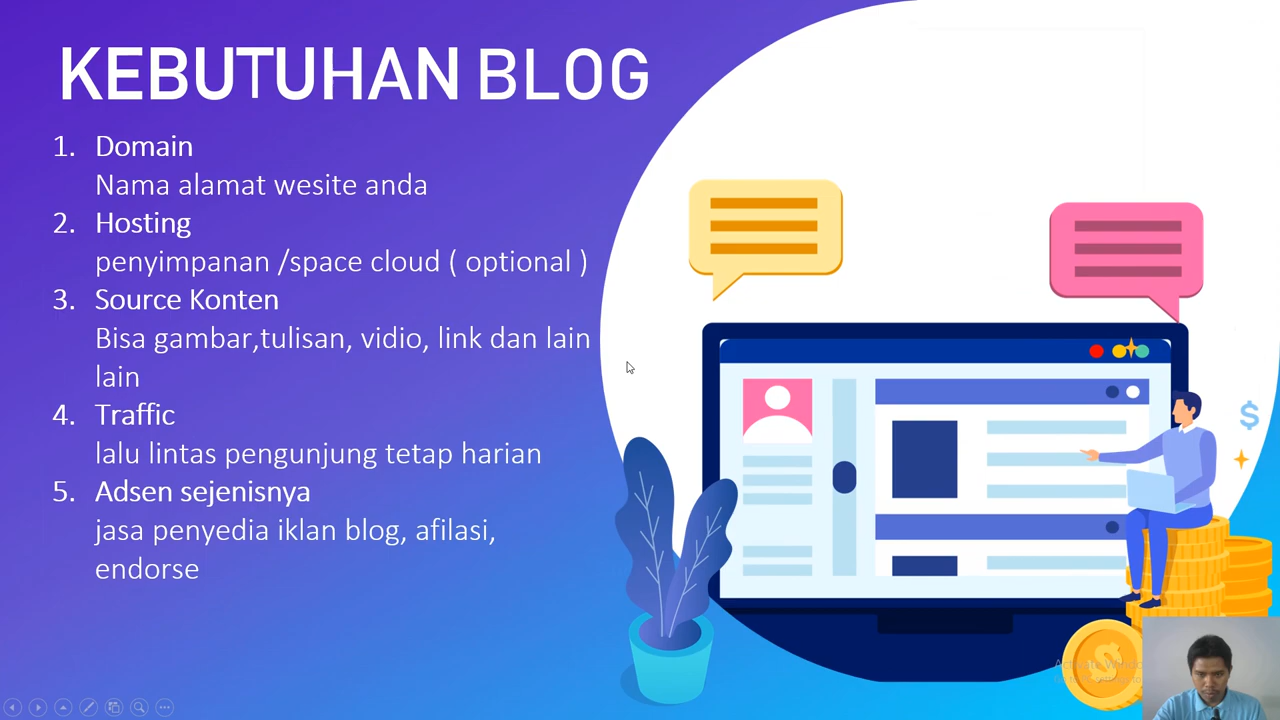 KEBUTUHAN BLOG
1. Domain
Nama alamat wesite anda
2. Hosting
penyimpanan /space cloud ( optional )
3. Source Konten
Bisa gambar,tulisan, vidio, link dan lain
lain
4. Traffic
lalu lintas pengunjung tetap harian
5. Adsen sejenisnya
jasa penyedia iklan blog, afilasi,
endorse